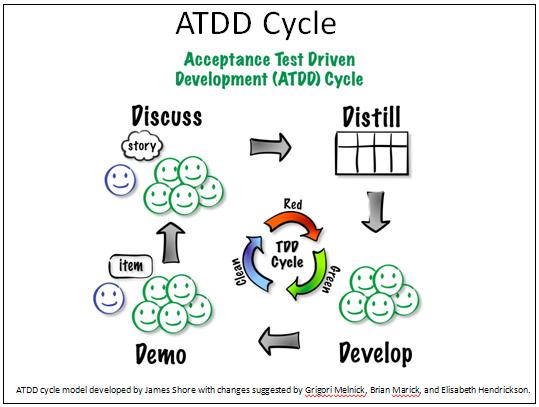 ATDD Cycle
Acceptance Test Driven
Development (ATDD) Cycle
Discuss
Distill
story
Red
TDD
Cycle
Clean
Green
item
Demo
Develop
ATDD cycle model developed by James Shore with changes suggested by Grigori Melnick, Brian Marick, and Elisabeth Hendrickson.